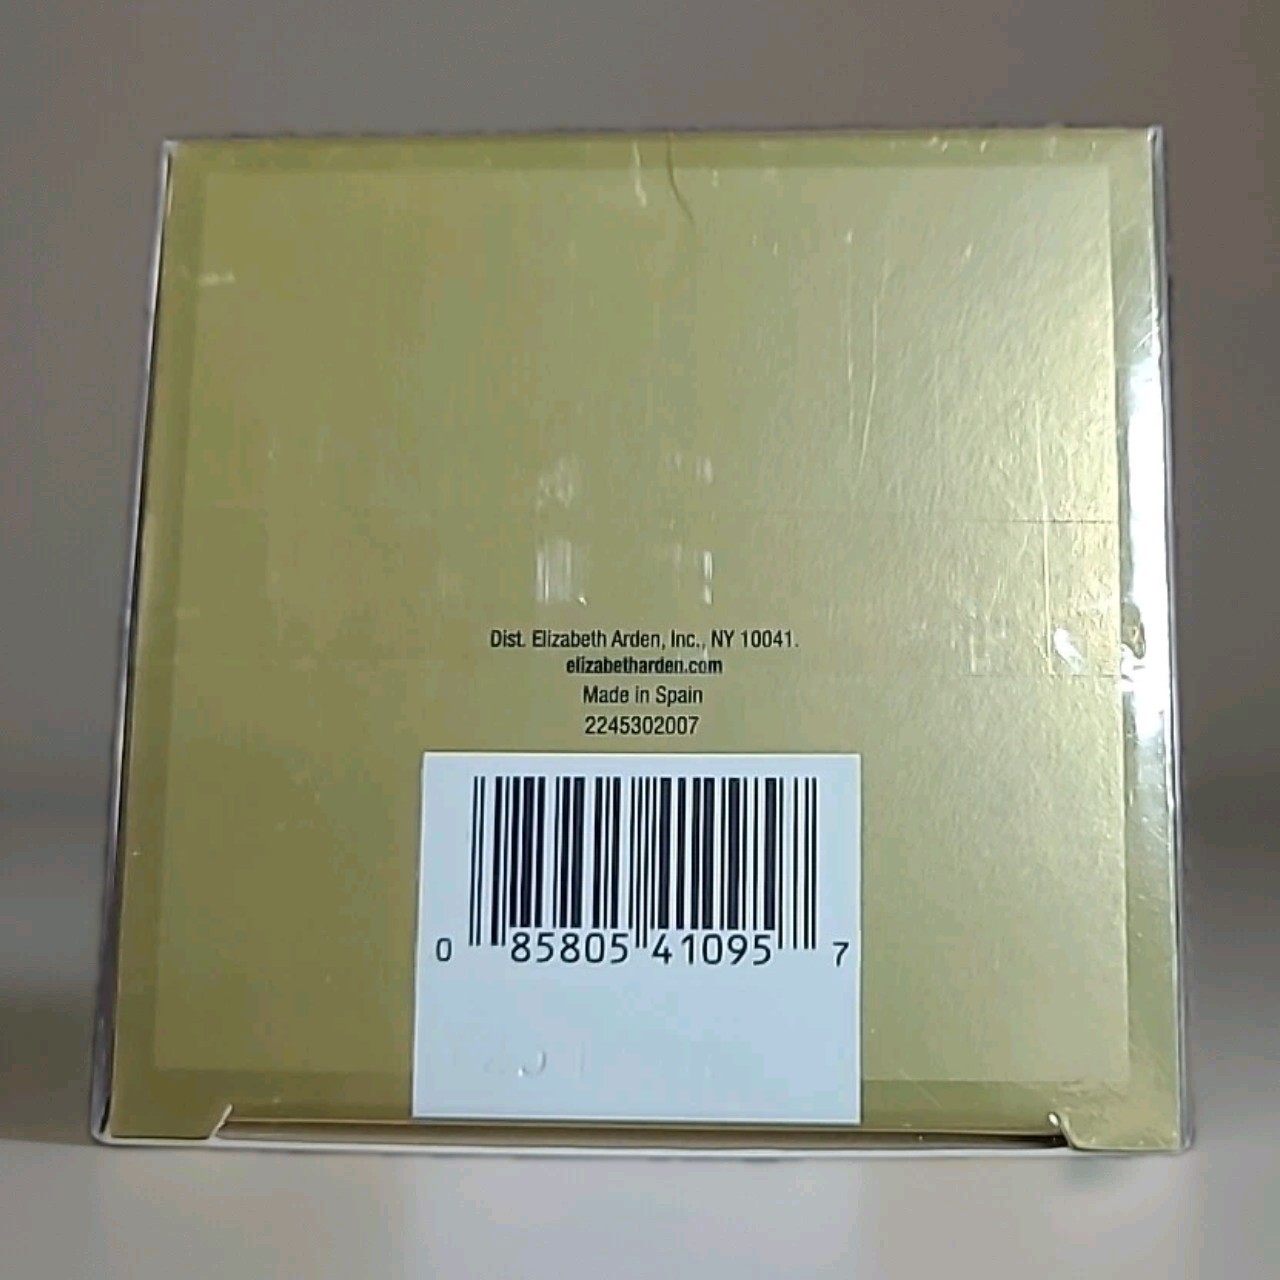 Dist. Elizabeth Arden, Inc., NY 10041.
elizabetharden.com
Made in Spain
2245302007
0 85805 41095 7